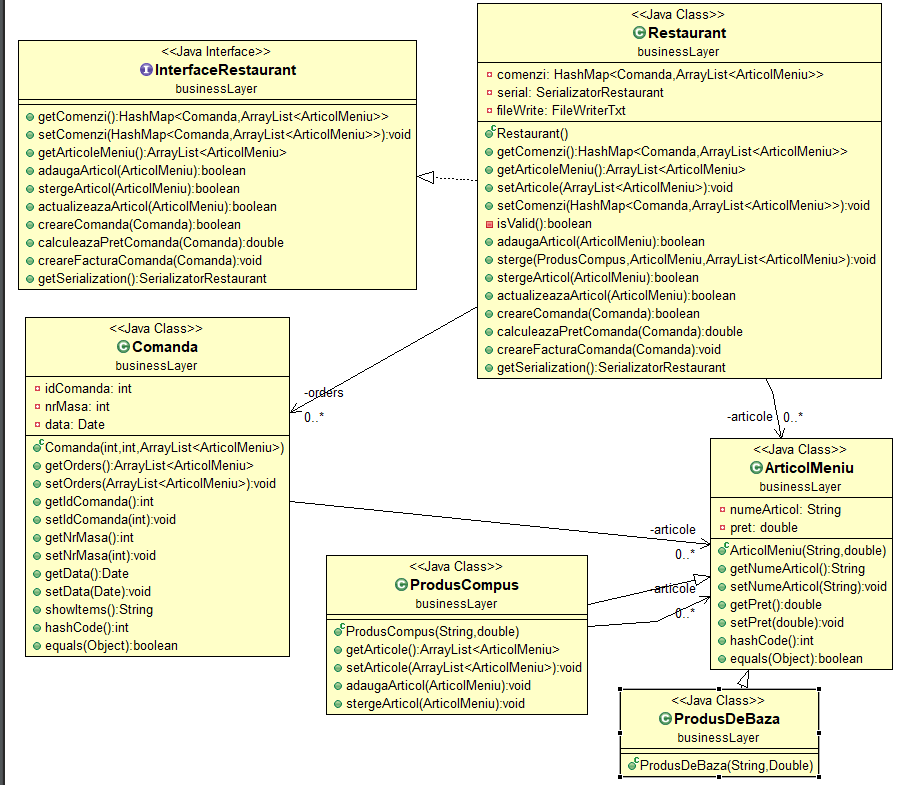 <<Java Interface>>
InterfaceRestaurant
businessLayer
getComenzi():HashMap<Comanda,ArrayList<ArticolMeniu>>
setComenzi(HashMap<Comanda,ArrayList<ArticolMeniu>>):void
getArticoleMeniu():ArrayList<ArticolMeniu>
adaugaArticol(ArticolMeniu):boolean
stergeArticol(ArticolMeniu):boolean
actualizeazaArticol(ArticolMeniu):boolean
creareComanda(Comanda):boolean
calculeazaPretComanda(Comanda):double
creareFacturaComanda(Comanda):void
getSerialization():SerializatorRestaurant
<<Java Class>>
Restaurant
businessLayer
comenzi: HashMap<Comanda,ArrayList<ArticolMeniu>>
serial: SerializatorRestaurant
fileWrite: FileWriterTxt
Restaurant()
getComenzi():HashMap<Comanda,ArrayList<ArticolMeniu>>
getArticoleMeniu():ArrayList<ArticolMeniu>
setArticole(ArrayList<ArticolMeniu>):void
setComenzi(HashMap<Comanda,ArrayList<ArticolMeniu>>):void
isValid():boolean
adaugaArticol(ArticolMeniu):boolean
sterge(ProdusCompus,ArticolMeniu,ArrayList<ArticolMeniu>):void
stergeArticol(ArticolMeniu):boolean
actualizeazaArticol(ArticolMeniu):boolean
creareComanda(Comanda):boolean
calculeazaPretComanda(Comanda):double
creareFacturaComanda(Comanda):void
getSerialization():SerializatorRestaurant
<<Java Class>>
Comanda
businessLayer
idComanda: int
nrMasa: int
data: Date
Comanda(int,int,ArrayList<ArticolMeniu>)
getOrders():ArrayList<ArticolMeniu>
setOrders(ArrayList<ArticolMeniu>):void
getIdComanda():int
setIdComanda(int):void
getNrMasa():int
setNrMasa(int):void
getData():Date
setData(Date):void
showItems():String
hashCode():int
equals(Object):boolean
-orders
0..*
-articole 0..*
<<Java Class>>
ArticolMeniu
businessLayer
numeArticol: String
pret: double
ArticolMeniu(String,double)
getNumeArticol():String
setNumeArticol(String):void
getPret():double
setPret(double):void
hashCode():int
equals(Object):boolean
-articole
0..*
<<Java Class>>
ProdusCompus
businessLayer
ProdusCompus(String,double)
getArticole():ArrayList<ArticolMeniu>
setArticole(ArrayList<ArticolMeniu>):void
adaugaArticol(ArticolMeniu):void
stergeArticol(ArticolMeniu):void
-articole
0..*
<<Java Class>>
ProdusDeBaza
businessLayer
ProdusDeBaza(String,Double)